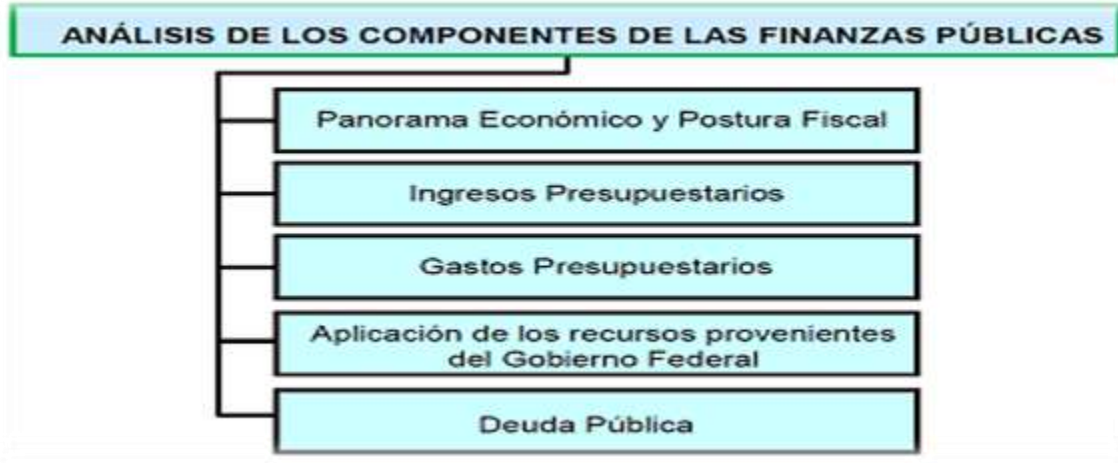 ANÁLISIS DE LOS COMPONENTES DE LAS FINANZAS PÚBLICAS
Panorama Económico y Postura Fiscal
Ingresos Presupuestarios
Gastos Presupuestarios
Aplicación de los recursos provenientes
del Gobierno Federal
Deuda Pública